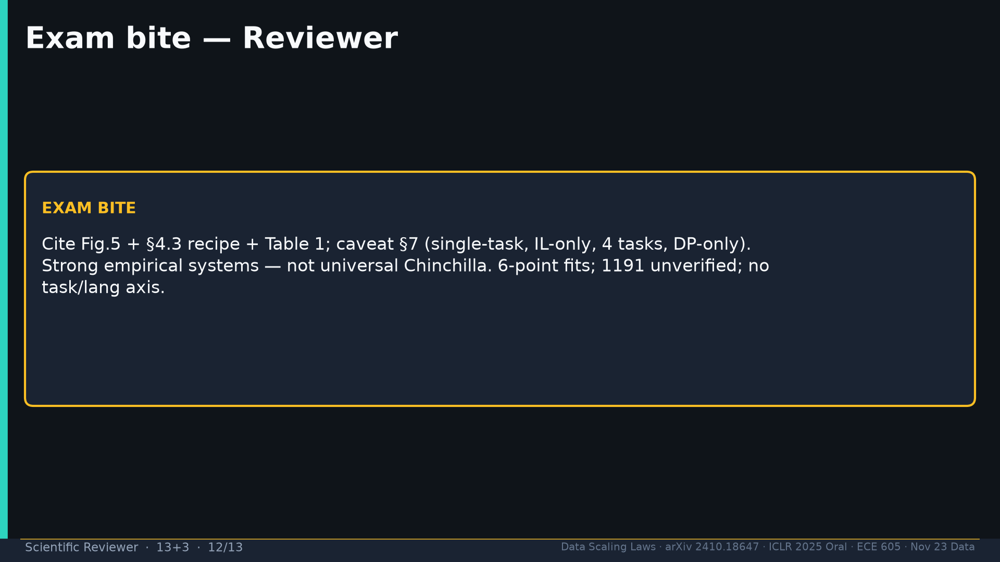 Exam bite — Reviewer
EXAM BITE
Cite Fig.5 + §4.3 recipe + Table 1; caveat §7 (single-task, IL-only, 4 tasks, DP-only).
Strong empirical systems — not universal Chinchilla. 6-point fits; 1191 unverified; no
task/lang axis.
Scientific Reviewer · 13+3 · 12/13
Data Scaling Laws · arXiv 2410.18647 · ICLR 2025 Oral · ECE 605 · Nov 23 Data